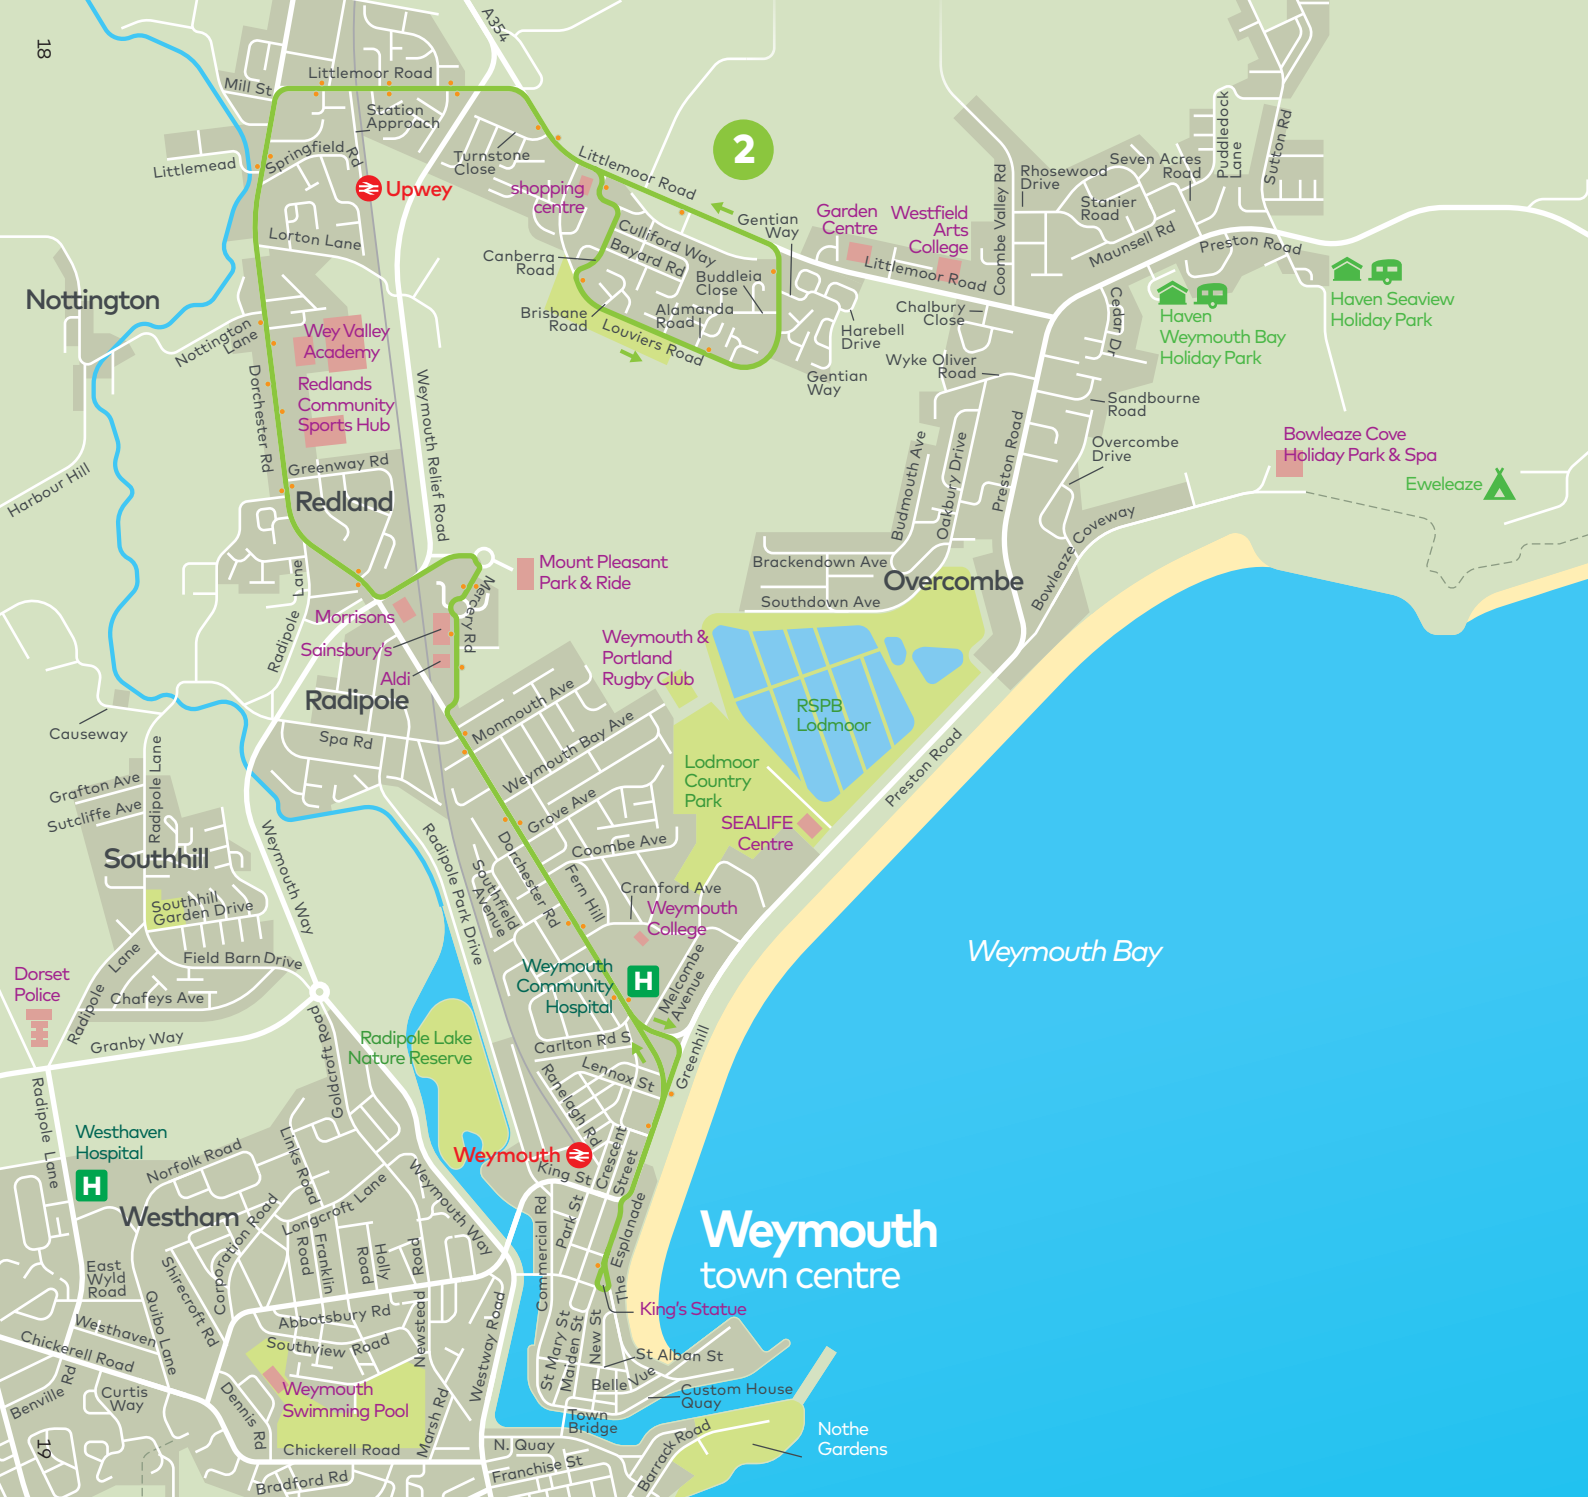 18
A354
Littlemoor Road
Mill St
Station
Approach
Springfield Rd
Littlemead
Turnstone
Close
Upwey
2
Littlemoor Road
shopping
centre
Gentian
Way
Garden
Centre
Westfield
Arts
College
Coombe Valley Rd
Rhosewood
Drive
Seven Acres
Road
Puddledock
Lane
Sutton Rd
Stanier
Road
Maunsell Rd
Preston Road
Lorton Lane
Culliford Way
Bayard Rd
Canberra
Road
Buddleia
Close
Littlemoor Road
Haven Seaview
Holiday Park
Haven
Weymouth Bay
Holiday Park
Cedar Dr
Nottington
Nottington
Lane
Wey Valley
Academy
Brisbane
Road
Alamanda
Road
Louviers Road
Chalbury
Close
Harebell
Drive
Wyke Oliver
Road
Gentian
Way
Redlands
Community
Sports Hub
Dorchester Rd
Weymouth Relief Road
Sandbourne
Road
Overcombe
Drive
Bowleaze Cove
Holiday Park & Spa
Eweleaze
Budmouth Ave
Oakbury Drive
Preston Road
Bowleaze Coveway
Harbour Hill
Greenway Rd
Redland
Mount Pleasant
Park & Ride
Brackendown Ave
Overcombe
Southdown Ave
Radipole Lane
Morrisons
Mercery Rd
Sainsbury's
Aldi
Radipole
Weymouth &
Portland
Rugby Club
RSPB
Lodmoor
Causeway
Spa Rd
Monmouth Ave
Weymouth Bay Ave
Lodmoor
Country
Park
Preston Road
Grafton Ave
Sutcliffe Ave
Radipole Lane
Grove Ave
SEALIFE
Centre
Southhill
Weymouth Way
Radipole Park Drive
Southfield
Avenue
Dorchester Rd
Coombe Ave
Fern Hill
Cranford Ave
Weymouth
College
Southhill
Garden Drive
Field Barn Drive
Radipole Lane
Chafeys Ave
Granby Way
Dorset
Police
Weymouth
Community
Hospital
H
Melcombe
Avenue
Weymouth Bay
Goldcroft Road
Radipole Lake
Nature Reserve
Carlton Rd S
Lennox St
Greenhill
Ranelagh Rd
Radipole Lane
Westhaven
Hospital
H
Norfolk Road
Links Road
Weymouth
King St
Crescent
Street
Westham
Longcroft Lane
Weymouth Way
Corporation Road
Commercial Rd
Park St
The Esplanade
Weymouth
town centre
East
Wyld
Road
Shirecroft Rd
Franklin
Road
Holly
Road
Newstead
Road
Quibo Lane
Westhaven
Abbotsbury Rd
Southview Road
Westway Road
King's Statue
Chickerell Road
St Mary St
Maiden St
New St
St Alban St
Belle Vue
Custom House
Quay
Benville Rd
Curtis
Way
Dennis Rd
Weymouth
Swimming Pool
Marsh Rd
Town
Bridge
Nothe
Gardens
19
Chickerell Road
N. Quay
Barrack Road
Bradford Rd
Franchise St